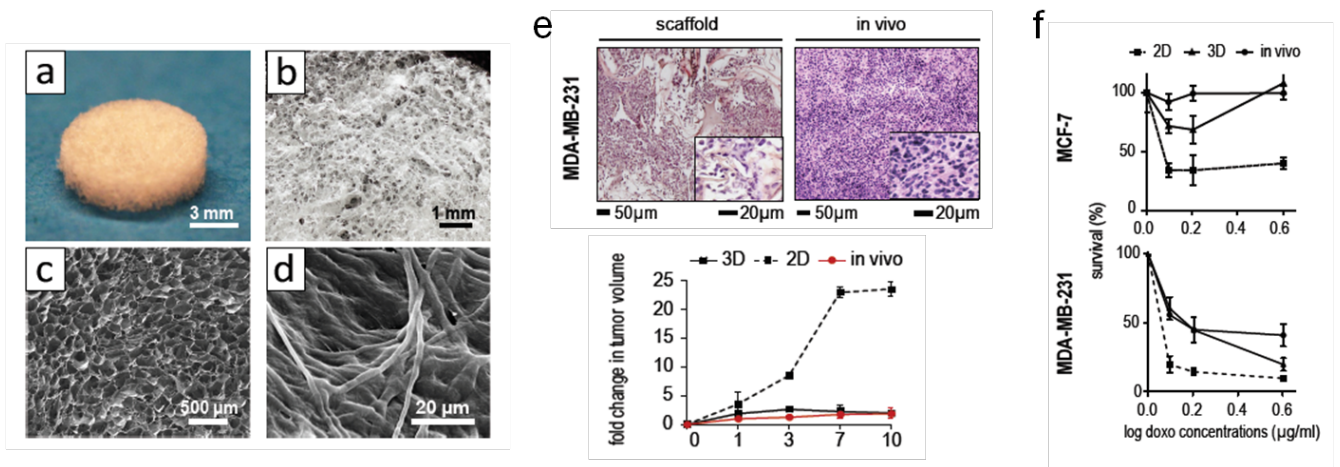 a
3 mm
b
1 mm
c
500 µm
d
20 µm
e
scaffold
in vivo
MDA-MB-231
50µm
20µm
50µm
20µm
3D
2D
in vivo
fold change in tumor volume
25
20
15
10
5
0
0
1
3
7
10
f
2D
3D
in vivo
MCF-7
100
50
0
0.0
0.2
0.4
0.6
survival (%)
MDA-MB-231
100
50
0
0.0
0.2
0.4
0.6
log doxo concentrations (µg/ml)